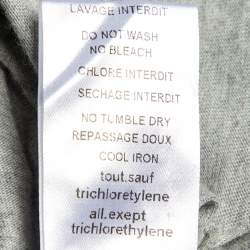 LAVAGE INTERDIT
DO NOT WASH
NO BLEACH
CHLORE INTERDIT
SECHAGE INTERDIT
NO TUMBLE DRY
REPASSAGE DOUX
COOL IRON
tout.sauf
trichloretylene
all.exept
trichlorethylene